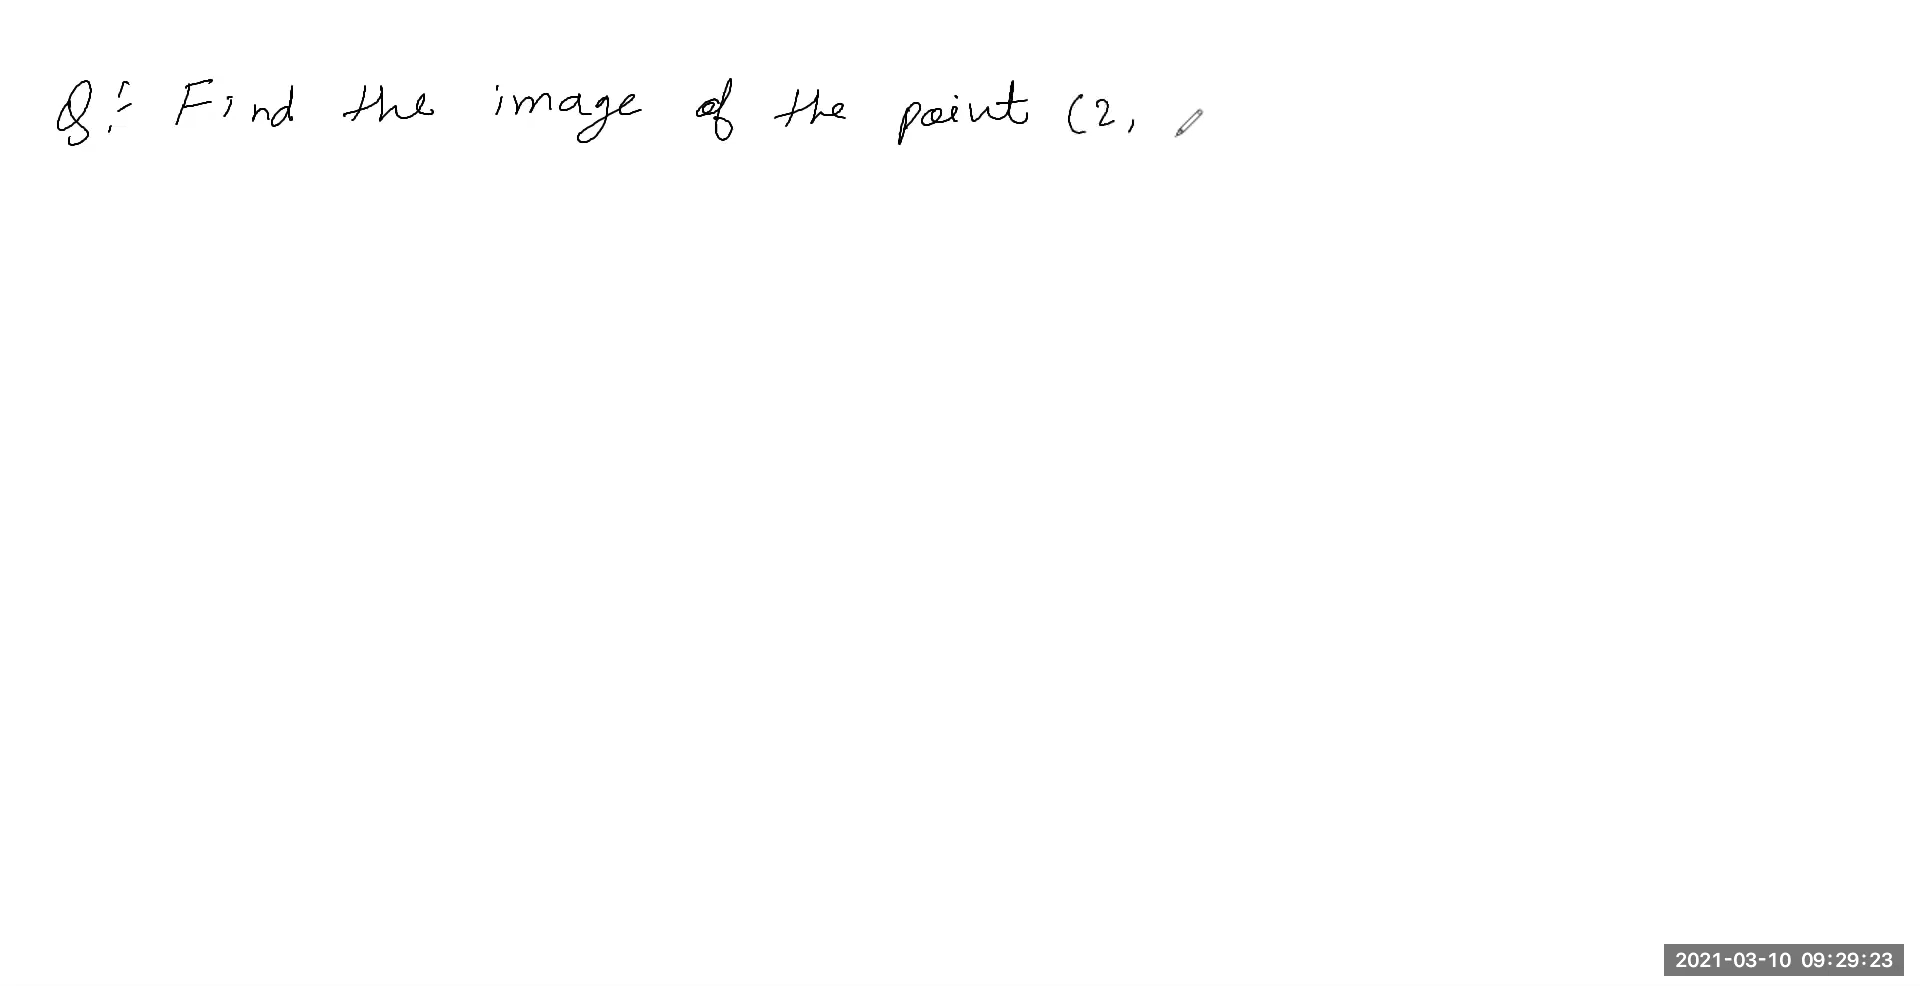 Q:- Find the image of the point (2,
2021-03-10 09:29:23